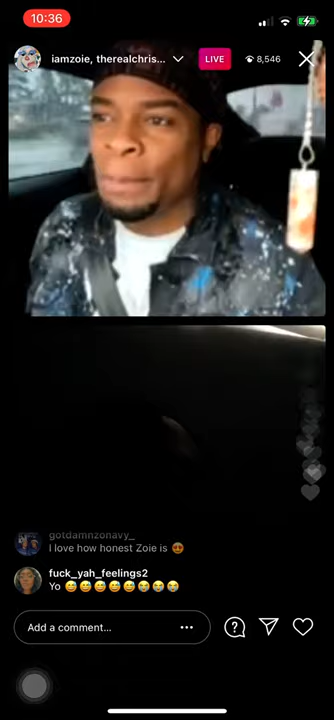 10:36
iamzoie, therealchris...
LIVE
8,546
gotdamnzonavy_
I love how honest Zoie is 😍
fuck_yah_feelings2
Yo 😅😅😅😅😅😭😭😭
Add a comment...